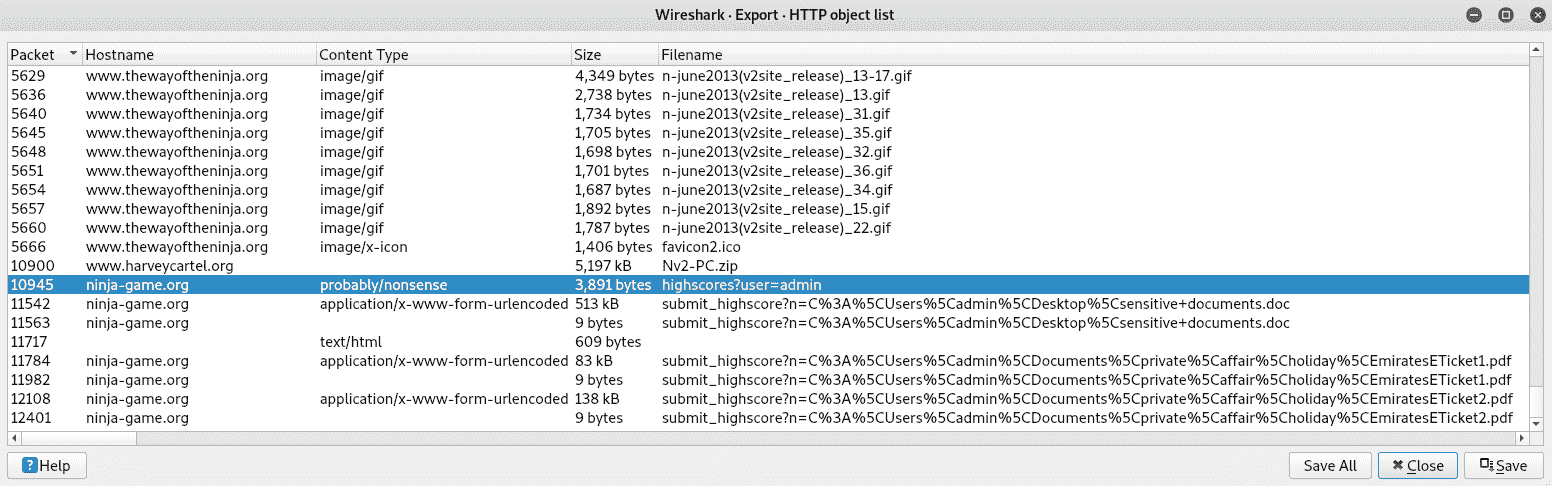 Wireshark · Export · HTTP object list
Packet Hostname Content Type Size Filename
5629 www.thewayoftheninja.org image/gif 4,349 bytes n-june2013(v2site_release)_13-17.gif
5636 www.thewayoftheninja.org image/gif 2,738 bytes n-june2013(v2site_release)_13.gif
5640 www.thewayoftheninja.org image/gif 1,734 bytes n-june2013(v2site_release)_31.gif
5645 www.thewayoftheninja.org image/gif 1,705 bytes n-june2013(v2site_release)_35.gif
5648 www.thewayoftheninja.org image/gif 1,698 bytes n-june2013(v2site_release)_32.gif
5651 www.thewayoftheninja.org image/gif 1,701 bytes n-june2013(v2site_release)_36.gif
5654 www.thewayoftheninja.org image/gif 1,687 bytes n-june2013(v2site_release)_34.gif
5657 www.thewayoftheninja.org image/gif 1,892 bytes n-june2013(v2site_release)_15.gif
5660 www.thewayoftheninja.org image/gif 1,787 bytes n-june2013(v2site_release)_22.gif
5666 www.thewayoftheninja.org image/x-icon 1,406 bytes favicon2.ico
10900 www.harveycartel.org 5,197 kB Nv2-PC.zip
10945 ninja-game.org probably/nonsense 3,891 bytes highscores?user=admin
11542 ninja-game.org application/x-www-form-urlencoded 513 kB submit_highscore?n=C%3A%5CUsers%5Cadmin%5CDesktop%5Csensitive+documents.doc
11563 ninja-game.org 9 bytes submit_highscore?n=C%3A%5CUsers%5Cadmin%5CDesktop%5Csensitive+documents.doc
11717 text/html 609 bytes
11784 ninja-game.org application/x-www-form-urlencoded 83 kB submit_highscore?n=C%3A%5CUsers%5Cadmin%5CDocuments%5Cprivate%5Caffair%5Choliday%5CEmiratesETicket1.pdf
11982 ninja-game.org 9 bytes submit_highscore?n=C%3A%5CUsers%5Cadmin%5CDocuments%5Cprivate%5Caffair%5Choliday%5CEmiratesETicket1.pdf
12108 ninja-game.org application/x-www-form-urlencoded 138 kB submit_highscore?n=C%3A%5CUsers%5Cadmin%5CDocuments%5Cprivate%5Caffair%5Choliday%5CEmiratesETicket2.pdf
12401 ninja-game.org 9 bytes submit_highscore?n=C%3A%5CUsers%5Cadmin%5CDocuments%5Cprivate%5Caffair%5Choliday%5CEmiratesETicket2.pdf
Help Save All Close Save